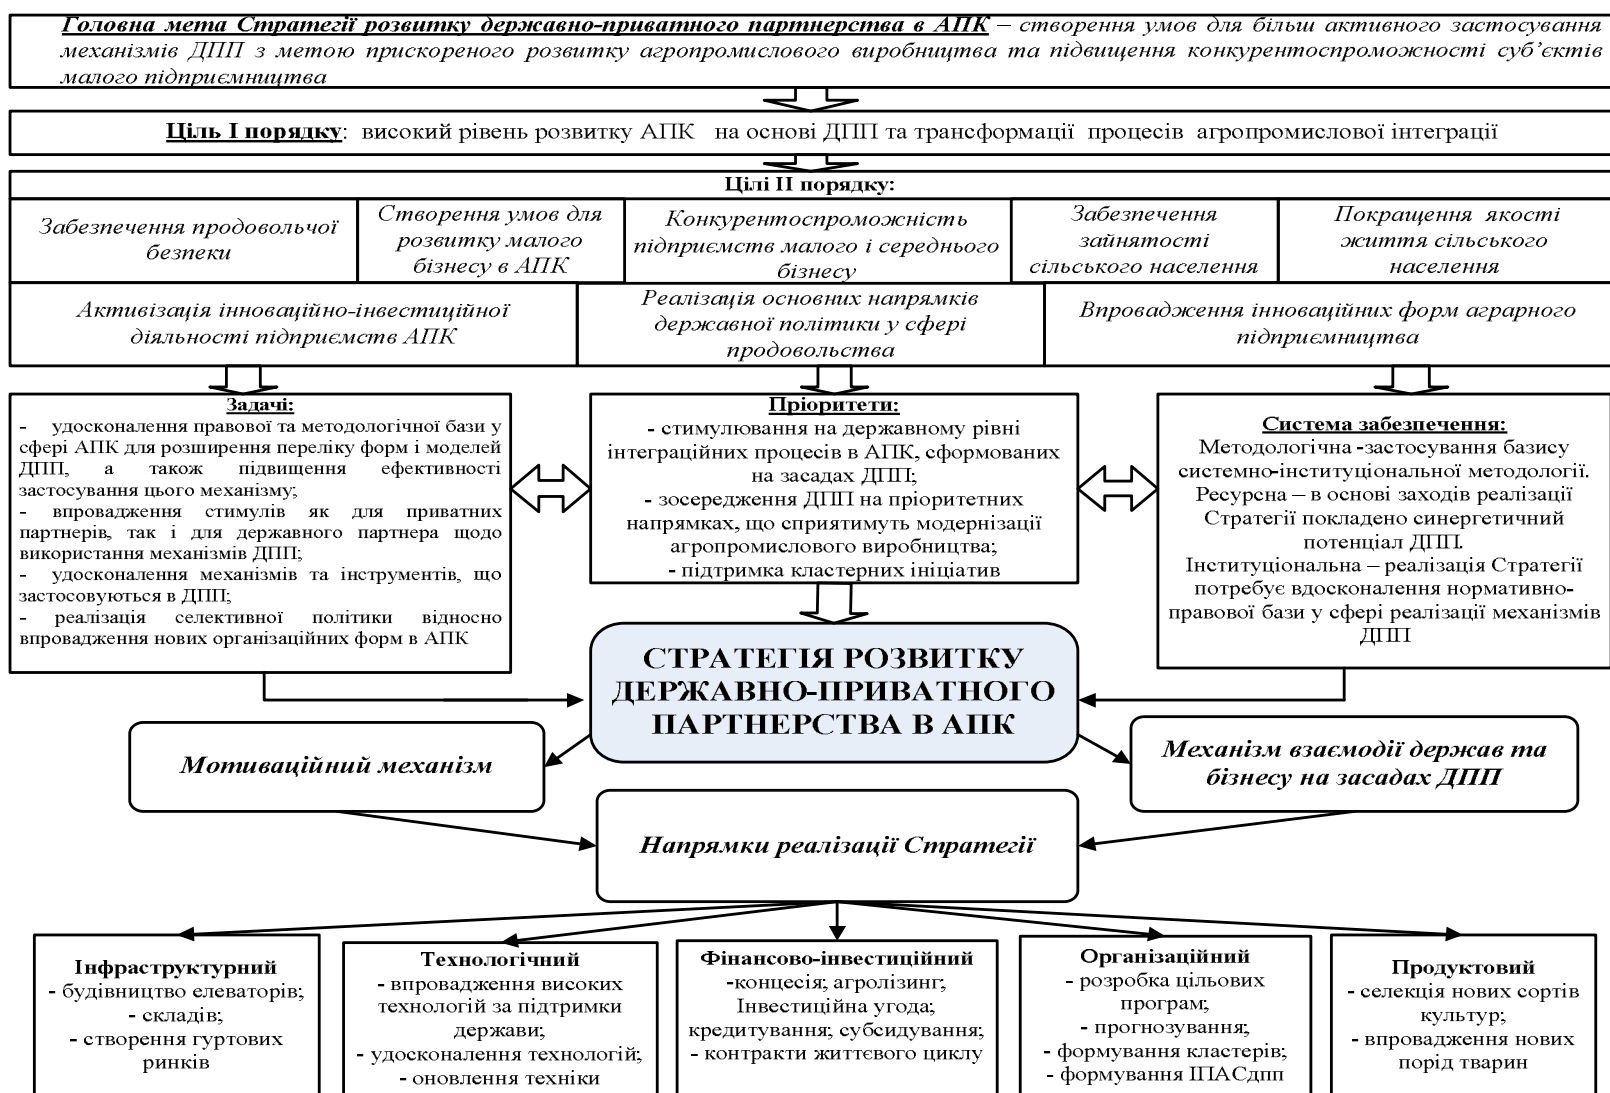 Головна мета Стратегії розвитку державно-приватного партнерства в АПК – створення умов для більш активного застосування
механізмів ДПП з метою прискореного розвитку агропромислового виробництва та підвищення конкурентоспроможності суб’єктів
малого підприємництва
Ціль І порядку: високий рівень розвитку АПК на основі ДПП та трансформації процесів агропромислової інтеграції
Цілі ІІ порядку:
Забезпечення продовольчої
безпеки
Створення умов для
розвитку малого
бізнесу в АПК
Конкурентоспроможність
підприємств малого і середнього
бізнесу
Забезпечення
зайнятості
сільського населення
Покращення якості
життя сільського
населення
Активізація інноваційно-інвестиційної
діяльності підприємств АПК
Реалізація основних напрямків
державної політики у сфері
продовольства
Впровадження інноваційних форм аграрного
підприємництва
Задачі:
- удосконалення правової та методологічної бази у
сфері АПК для розширення переліку форм і моделей
ДПП, а також підвищення ефективності
застосування цього механізму;
- впровадження стимулів як для приватних
партнерів, так і для державного партнера щодо
використання механізмів ДПП;
- удосконалення механізмів та інструментів, що
застосовуються в ДПП;
- реалізація селективної політики відносно
впровадження нових організаційних форм в АПК
Пріоритети:
- стимулювання на державному рівні
інтеграційних процесів в АПК, сформованих
на засадах ДПП;
- зосередження ДПП на пріоритетних
напрямках, що сприятимуть модернізації
агропромислового виробництва;
- підтримка кластерних ініціатив
Система забезпечення:
Методологічна -застосування базису
системно-інституціональної методології.
Ресурсна – в основі заходів реалізації
Стратегії покладено синергетичний
потенціал ДПП.
Інституціональна – реалізація Стратегії
потребує вдосконалення нормативно-
правової бази у сфері реалізації механізмів
ДПП
СТРАТЕГІЯ РОЗВИТКУ
ДЕРЖАВНО-ПРИВАТНОГО
ПАРТНЕРСТВА В АПК
Мотиваційний механізм
Механізм взаємодії держав та
бізнесу на засадах ДПП
Напрямки реалізації Стратегії
Інфраструктурний
- будівництво елеваторів;
- складів;
- створення гуртових
ринків
Технологічний
- впровадження високих
технологій за підтримки
держави;
- удосконалення технологій;
- оновлення техніки
Фінансово-інвестиційний
-концесія; агролізинг;
Інвестиційна угода;
кредитування; субсидування;
- контракти життєвого циклу
Організаційний
- розробка цільових
програм;
- прогнозування;
- формування кластерів;
- формування ІПАСдпп
Продуктовий
- селекція нових сортів
культур;
- впровадження нових
порід тварин